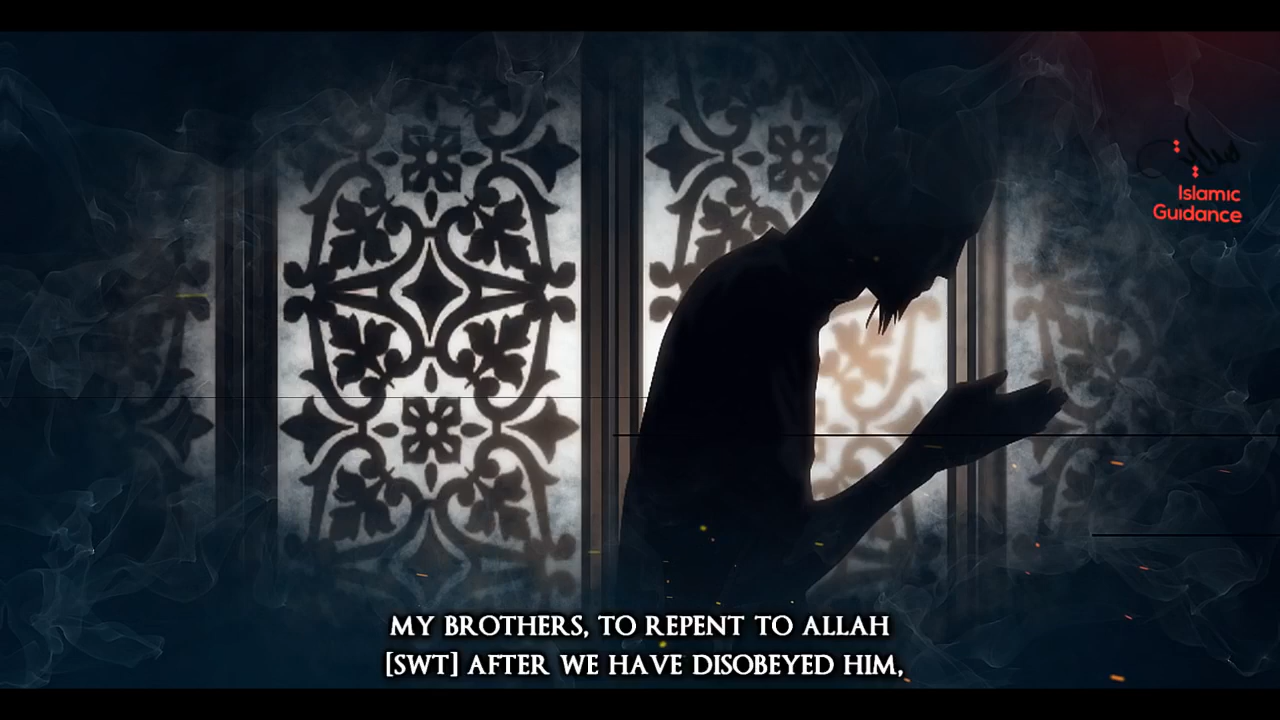 Islamic
Guidance
MY BROTHERS, TO REPENT TO ALLAH
[SWT] AFTER WE HAVE DISOBEYED HIM,